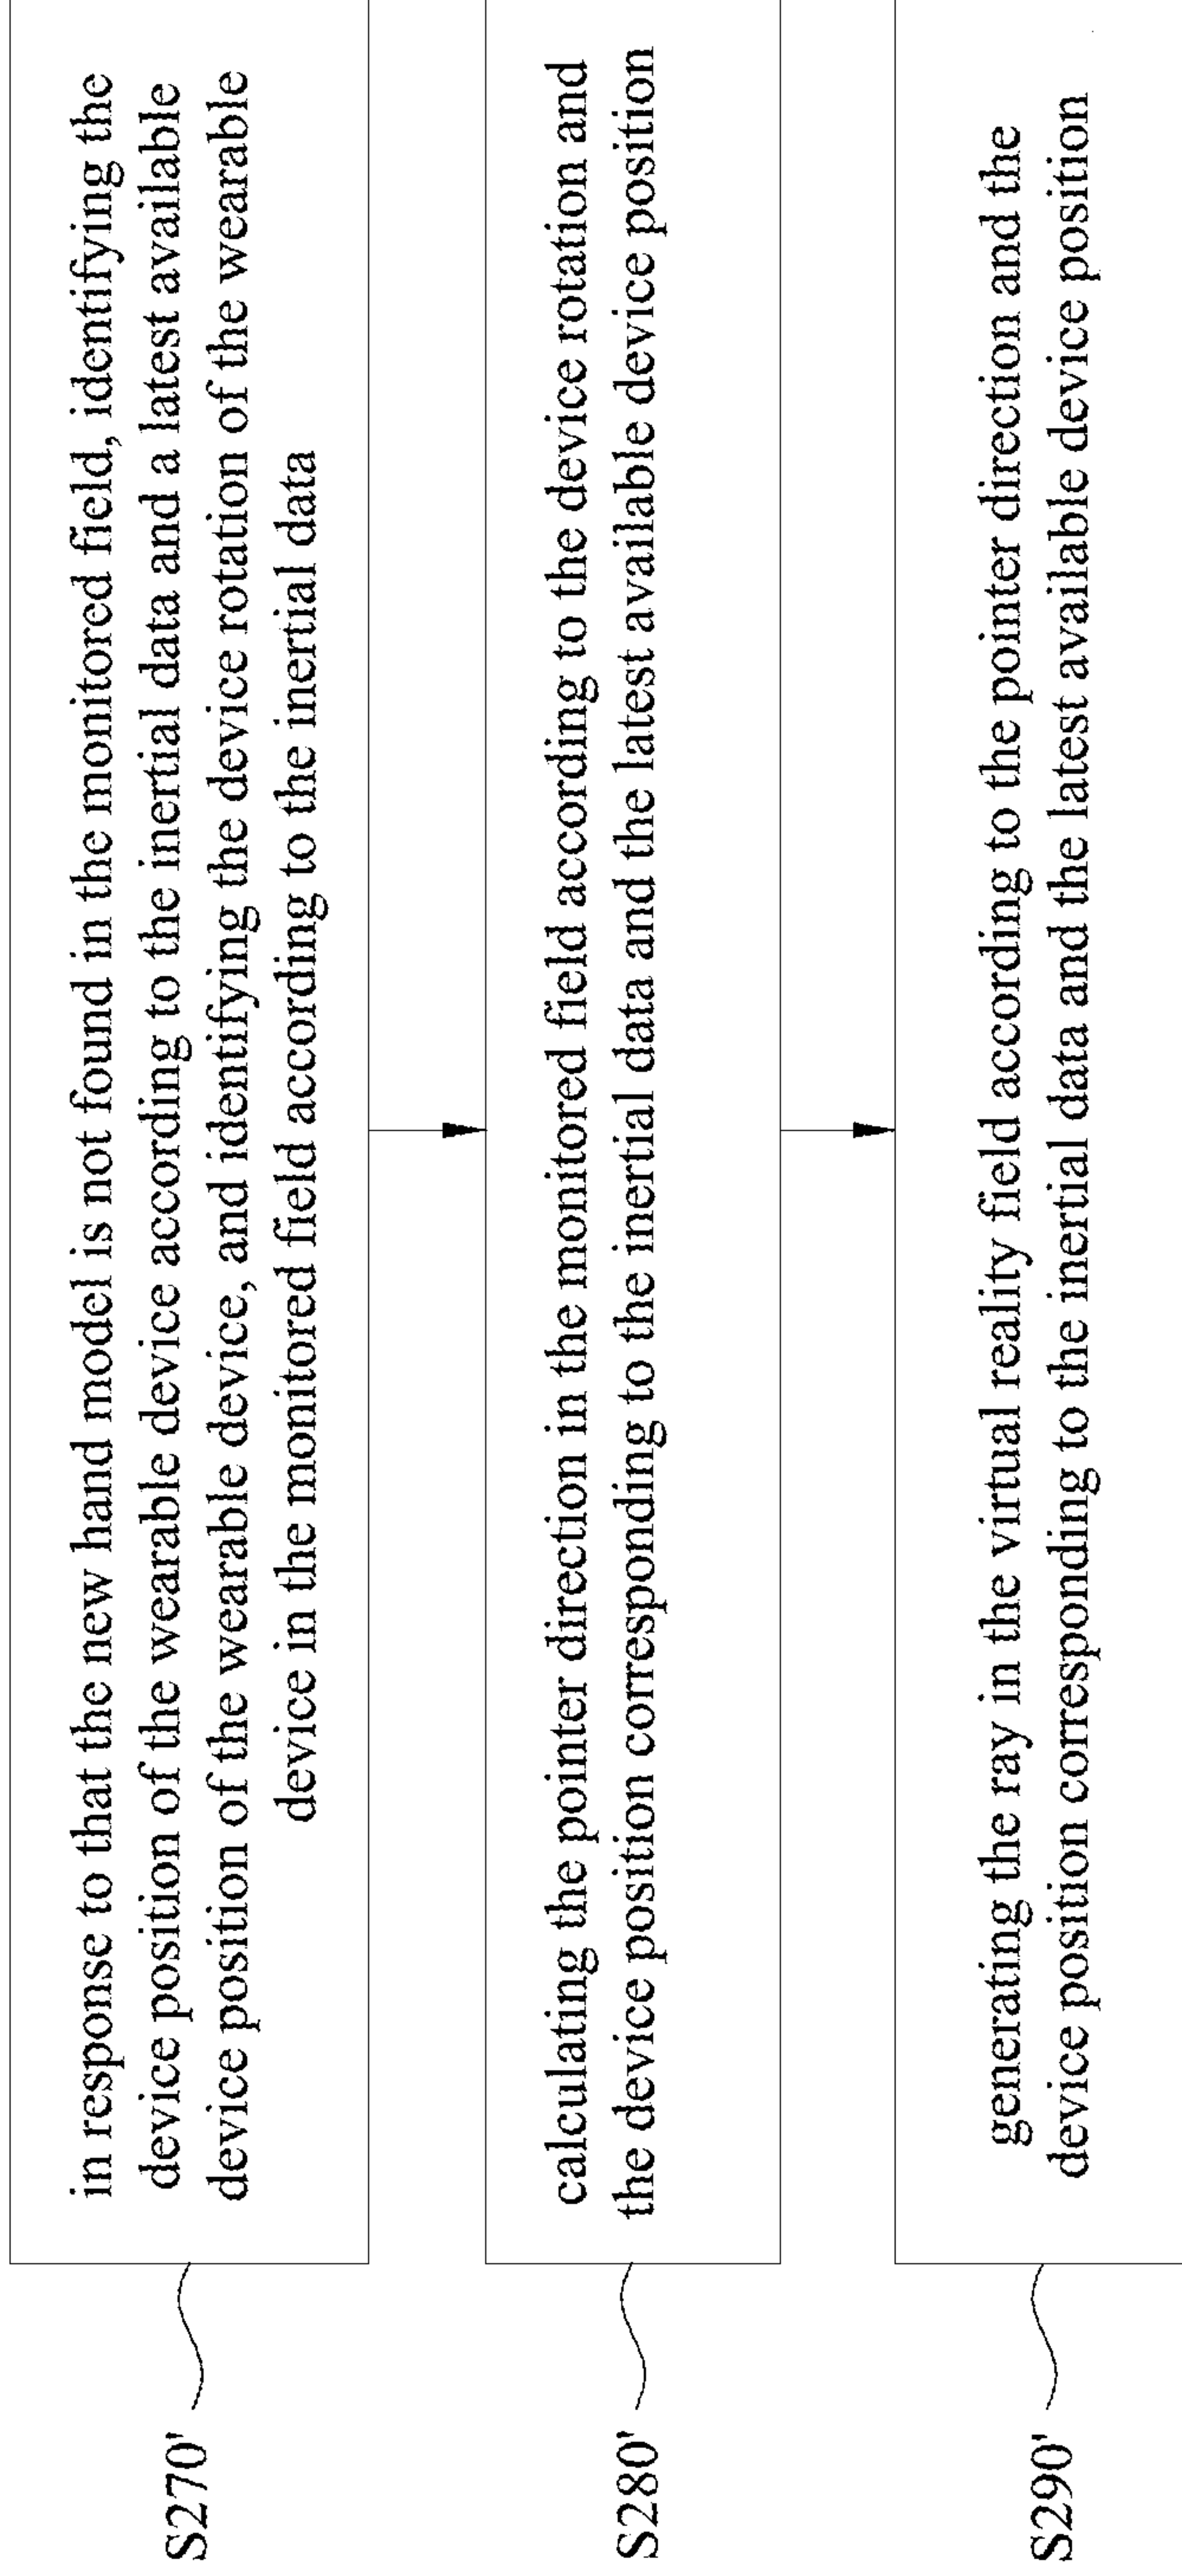 S270'
in response to that the new hand model is not found in the monitored field, identifying the
device position of the wearable device according to the inertial data and a latest available
device position of the wearable device, and identifying the device rotation of the wearable
device in the monitored field according to the inertial data
S280'
calculating the pointer direction in the monitored field according to the device rotation and
the device position corresponding to the inertial data and the latest available device position
S290'
generating the ray in the virtual reality field according to the pointer direction and the
device position corresponding to the inertial data and the latest available device position